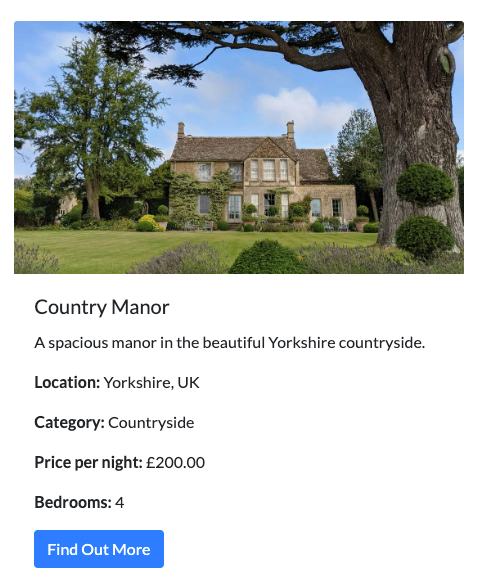 Country Manor
A spacious manor in the beautiful Yorkshire countryside.
Location: Yorkshire, UK
Category: Countryside
Price per night: £200.00
Bedrooms: 4
Find Out More